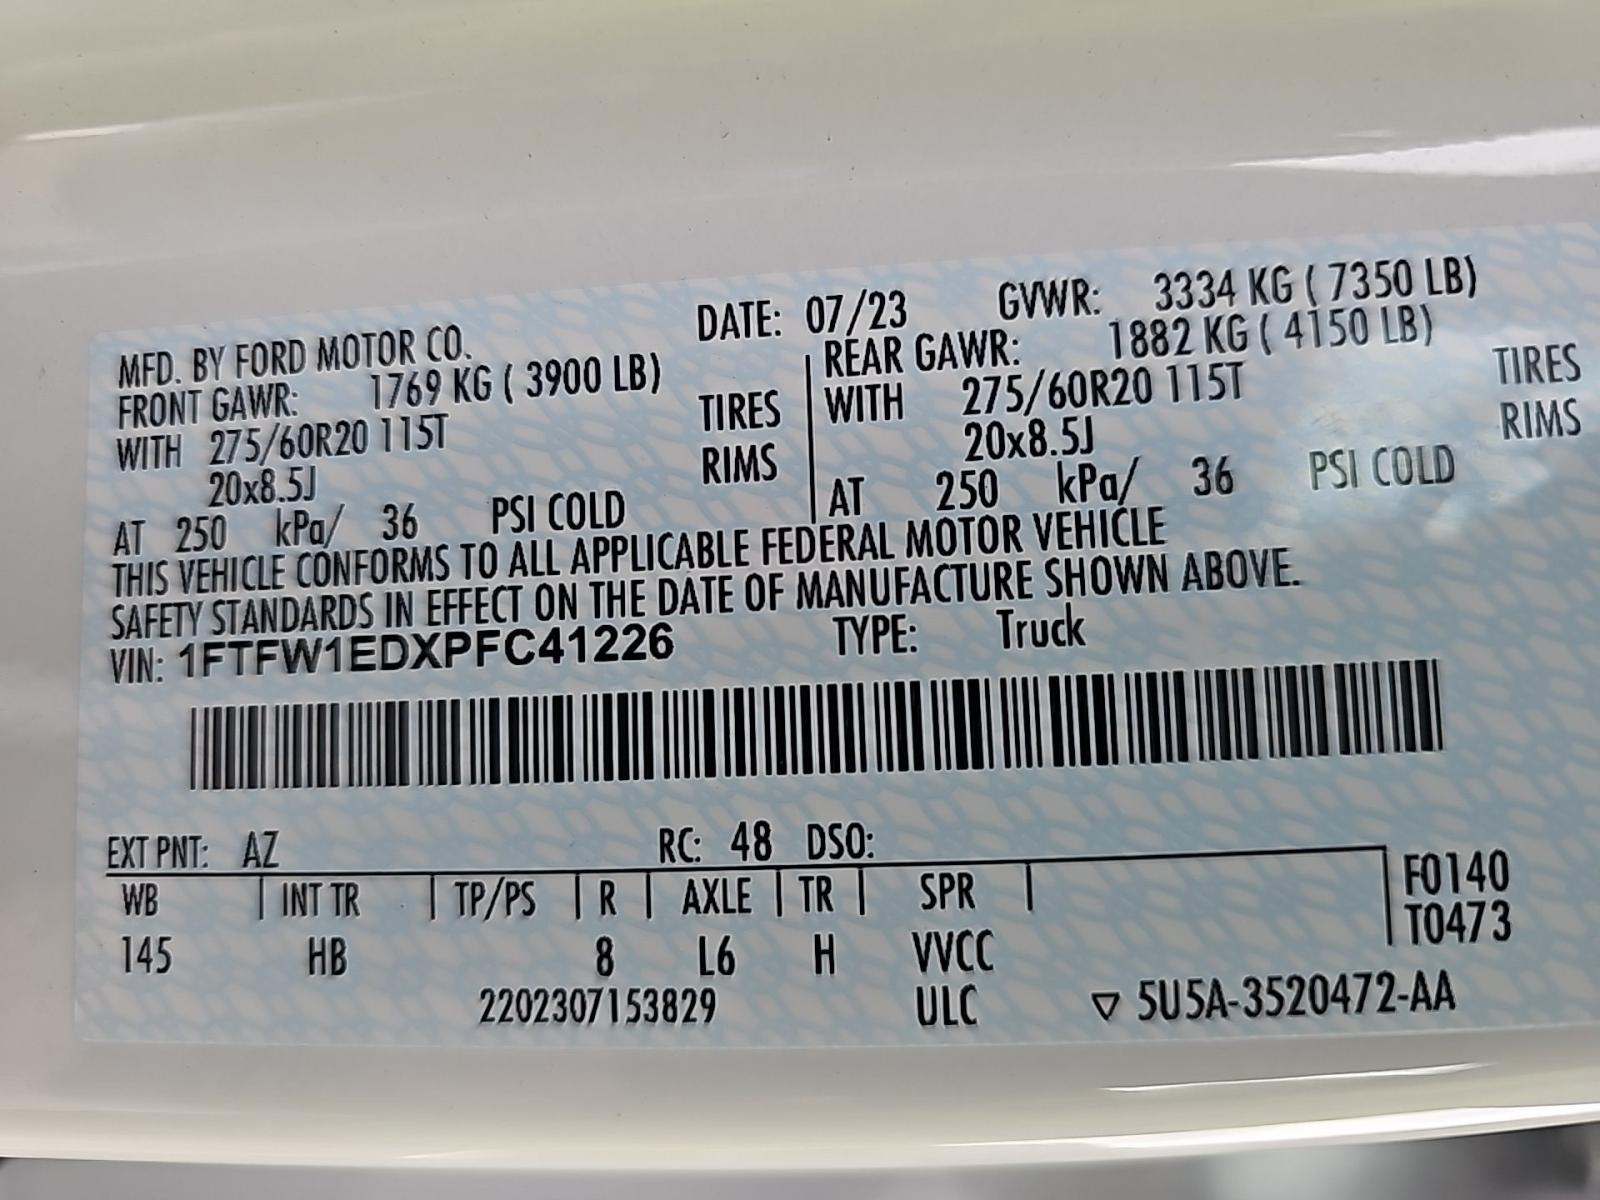 MFD. BY FORD MOTOR CO. DATE: 07/23 GVWR: 3334 KG ( 7350 LB)
FRONT GAWR: 1769 KG ( 3900 LB) REAR GAWR: 1882 KG ( 4150 LB)
WITH 275/60R20 115T TIRES WITH 275/60R20 115T TIRES
20x8.5J RIMS 20x8.5J RIMS
AT 250 kPa/ 36 PSI COLD AT 250 kPa/ 36 PSI COLD
THIS VEHICLE CONFORMS TO ALL APPLICABLE FEDERAL MOTOR VEHICLE
SAFETY STANDARDS IN EFFECT ON THE DATE OF MANUFACTURE SHOWN ABOVE.
VIN: 1FTFW1EDXPFC41226 TYPE: Truck
EXT PNT: AZ RC: 48 DSO:
WB INT TR TP/PS R AXLE TR SPR F0140
145 HB 8 L6 H VVCC T0473
2202307153829 ULC ▽ 5U5A-3520472-AA